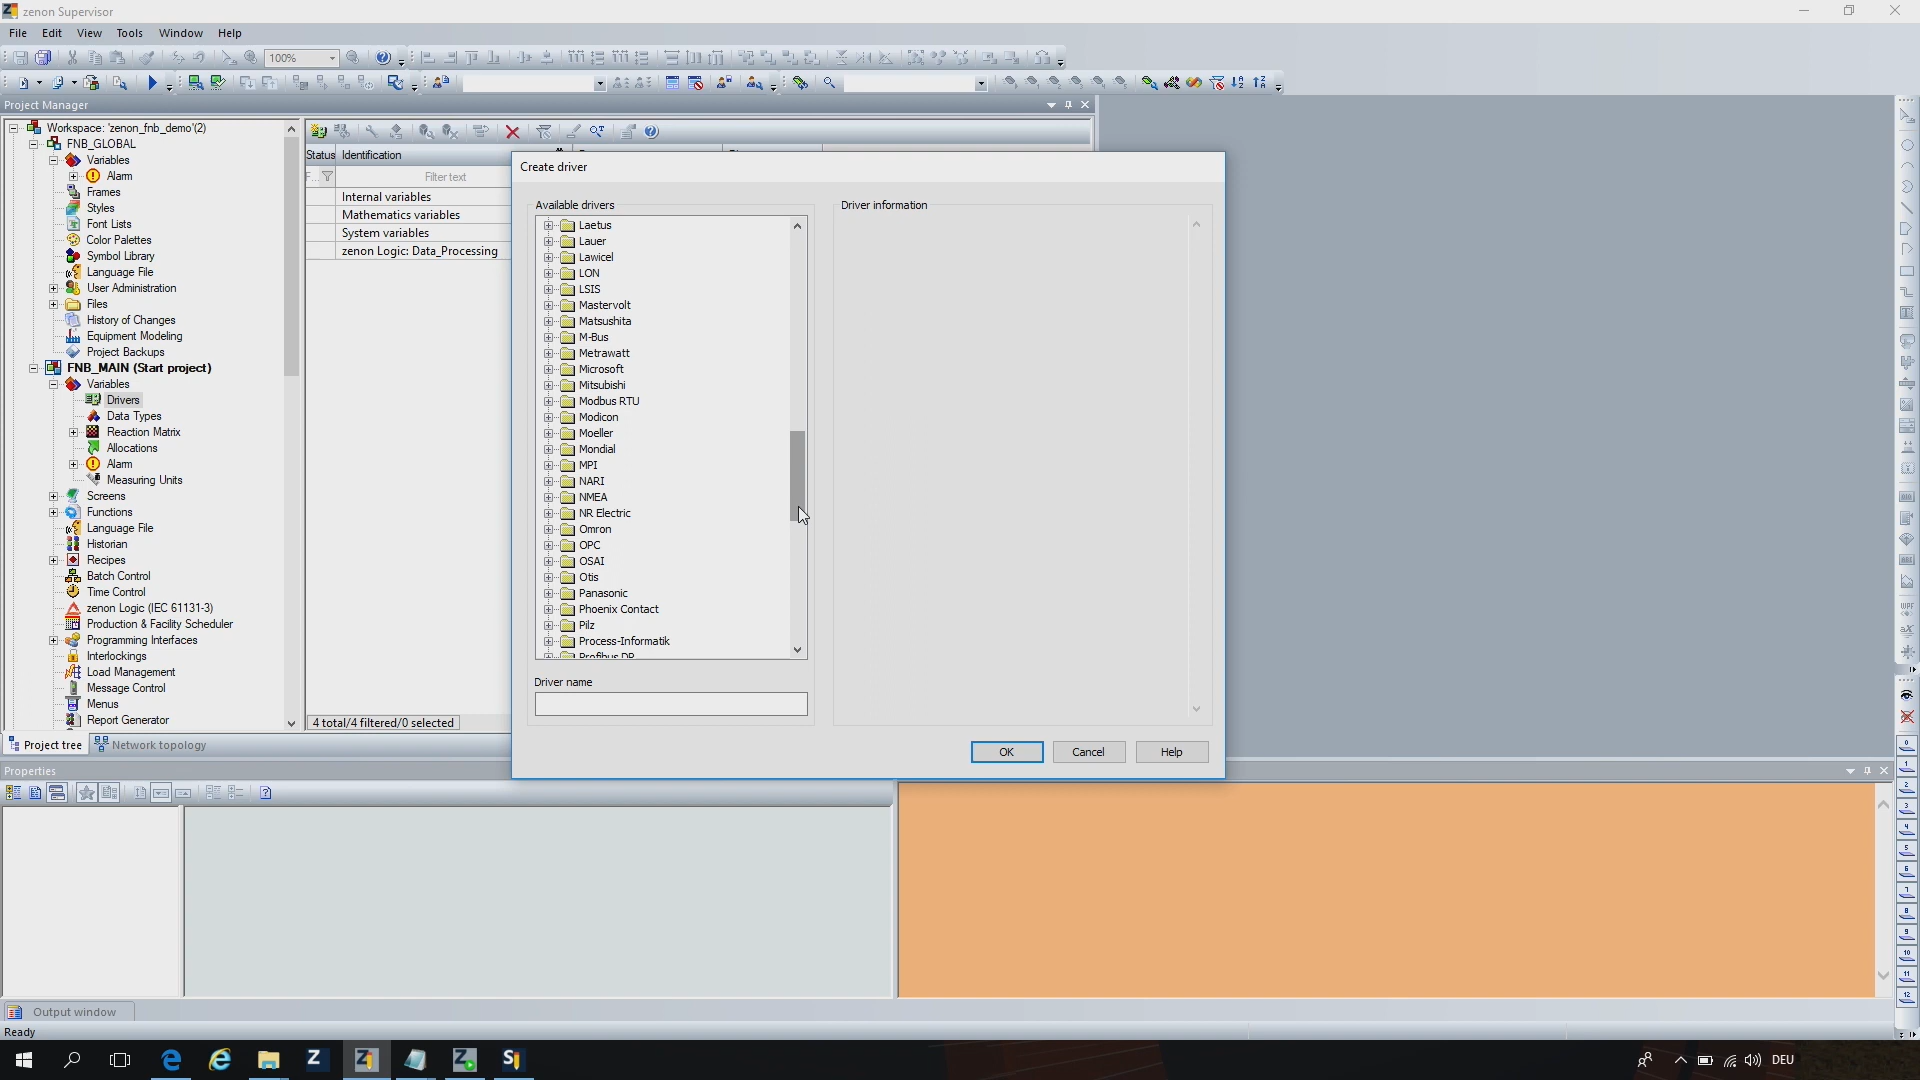 zenon Supervisor
File Edit View Tools Window Help
100%
Project Manager
Workspace: 'zenon_fnb_demo'(2)
FNB_GLOBAL
Variables
Alarm
Frames
Styles
Font Lists
Color Palettes
Symbol Library
Language File
User Administration
Files
History of Changes
Equipment Modeling
Project Backups
FNB_MAIN (Start project)
Variables
Drivers
Data Types
Reaction Matrix
Allocations
Alarm
Measuring Units
Screens
Functions
Language File
Historian
Recipes
Batch Control
Time Control
zenon Logic (IEC 61131-3)
Production & Facility Scheduler
Programming Interfaces
Interlockings
Load Management
Message Control
Menus
Report Generator
Project tree
Network topology
Status Identification
F... Filter text
Internal variables
Mathematics variables
System variables
zenon Logic: Data_Processing
4 total/4 filtered/0 selected
Create driver
Available drivers
Laetus
Lauer
Lawicel
LON
LSIS
Mastervolt
Matsushita
M-Bus
Metrawatt
Microsoft
Mitsubishi
Modbus RTU
Modicon
Moeller
Mondial
MPI
NARI
NMEA
NR Electric
Omron
OPC
OSAI
Otis
Panasonic
Phoenix Contact
Pilz
Process-Informatik
Profibus DP
Driver name
Driver information
OK
Cancel
Help
Properties
Output window
Ready
DEU